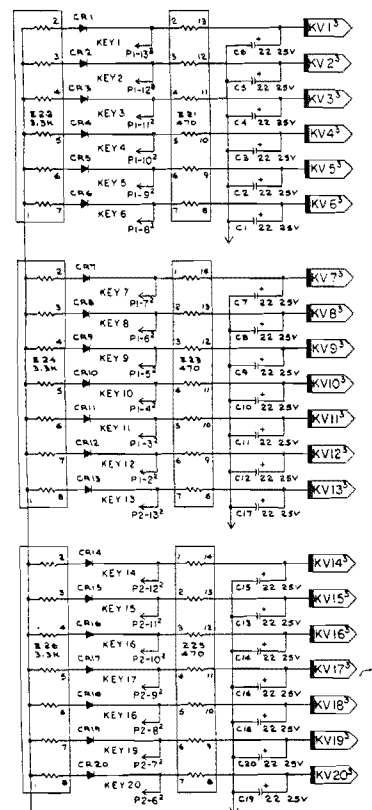 2 CR1 2 13 KV1³
KEY 1 C6 22 25V
P1-13²
3 CR2 3 12 KV2³
KEY2 C5 22 25V
P1-12²
4 CR3 4 11 KV3³
Z22 3.3K KEY 3 Z21 470 C4 22 25V
P1-11²
5 CR4 5 10 KV4³
KEY 4 C3 22 25V
P1-10²
6 CR5 6 9 KV5³
KEY 5 C2 22 25V
P1-9²
7 CR6 7 8 KV6³
1 KEY 6 C1 22 25V
P1-8²
2 CR7 1 14 KV7³
KEY 7 C7 22 25V
P1-7²
3 CR8 2 13 KV8³
KEY 8 C8 22 25V
P1-6²
4 CR9 3 12 KV9³
Z24 3.3K KEY 9 Z23 470 C9 22 25V
P1-5²
5 CR10 4 11 KV10³
KEY 10 C10 22 25V
P1-4²
6 CR11 5 10 KV11³
KEY 11 C11 22 25V
P1-3²
7 CR12 6 9 KV12³
KEY 12 C12 22 25V
P1-2²
8 CR13 7 8 KV13³
1 KEY 13 C17 22 25V
P2-13²
2 CR14 1 14 KV14³
KEY 14 C15 22 25V
P2-12²
3 CR15 2 13 KV15³
KEY 15 C13 22 25V
P2-11²
4 CR16 3 12 KV16³
Z26 3.3K KEY 16 Z25 470 C14 22 25V
P2-10²
5 CR17 4 11 KV17³
KEY 17 C16 22 25V
P2-9²
6 CR18 5 10 KV18³
KEY 18 C18 22 25V
P2-8²
7 CR19 6 9 KV19³
KEY 19 C20 22 25V
P2-7²
8 CR20 7 8 KV20³
1 KEY 20 C19 22 25V
P2-6²